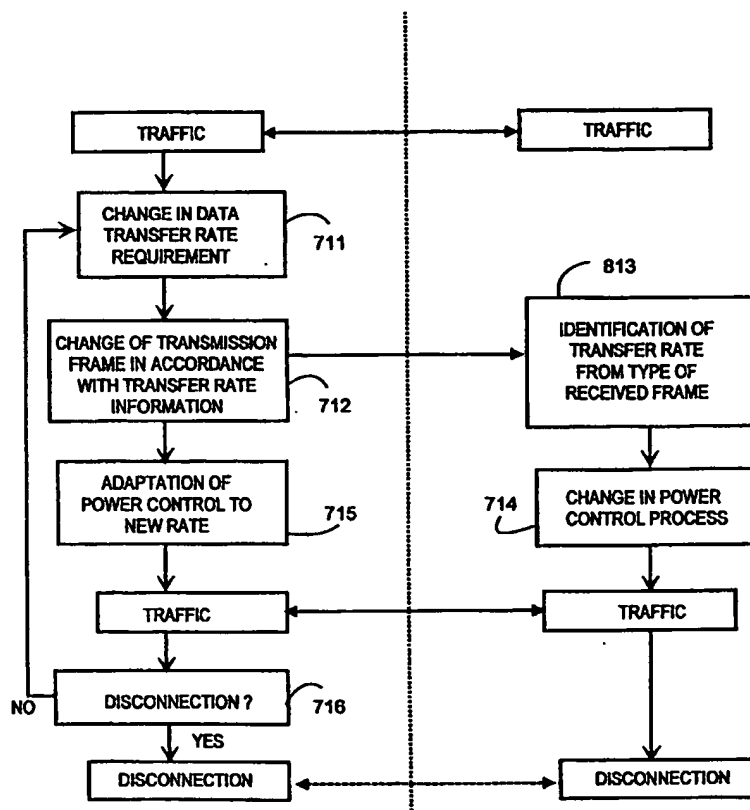 TRAFFIC
TRAFFIC
CHANGE IN DATA
TRANSFER RATE
REQUIREMENT
711
813
CHANGE OF TRANSMISSION
FRAME IN ACCORDANCE
WITH TRANSFER RATE
INFORMATION
712
IDENTIFICATION OF
TRANSFER RATE
FROM TYPE OF
RECEIVED FRAME
ADAPTATION OF
POWER CONTROL TO
NEW RATE
715
714
CHANGE IN POWER
CONTROL PROCESS
TRAFFIC
TRAFFIC
DISCONNECTION ?
716
NO
YES
DISCONNECTION
DISCONNECTION